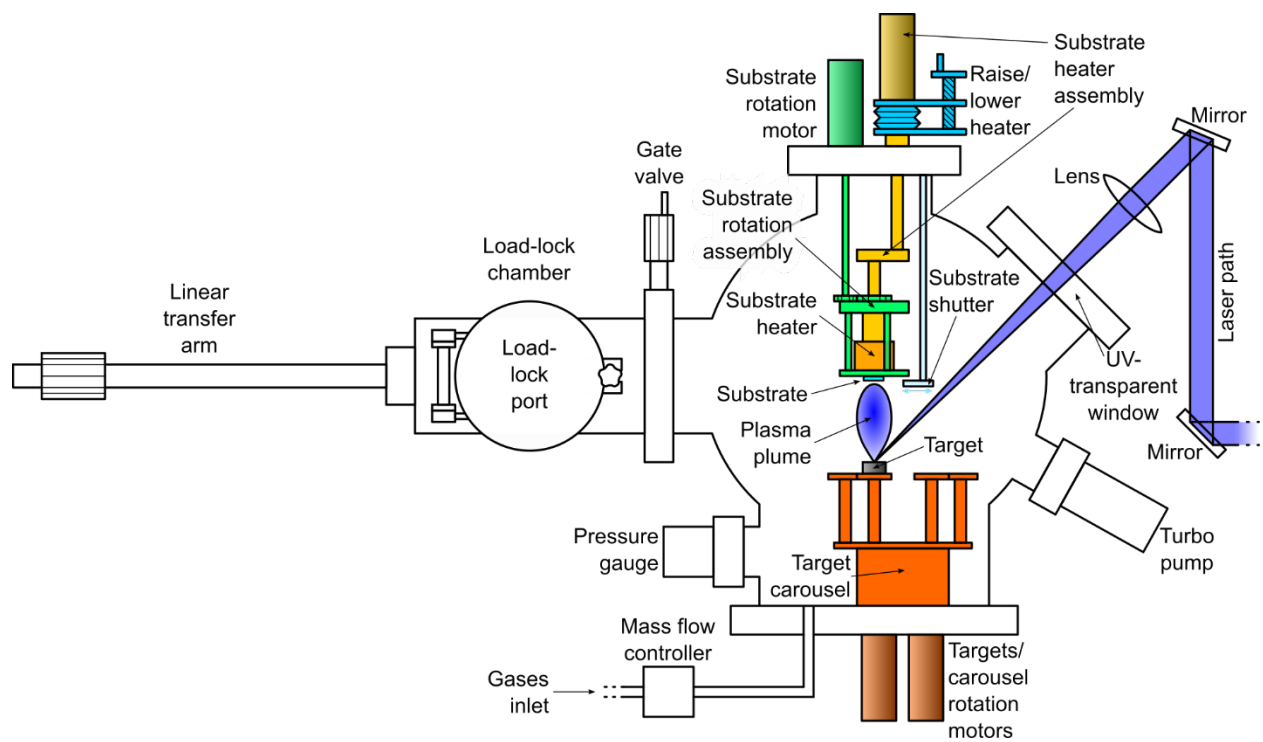 Substrate
heater
assembly
Substrate
rotation
motor
Raise/
lower
heater
Mirror
Gate
valve
Lens
Substrate
rotation
assembly
Load-lock
chamber
Linear
transfer
arm
Substrate
shutter
Laser path
Substrate
heater
Load-
lock
port
UV-
transparent
window
Substrate
Plasma
plume
Target
Mirror
Pressure
gauge
Turbo
pump
Target
carousel
Mass flow
controller
Gases
inlet
Targets/
carousel
rotation
motors